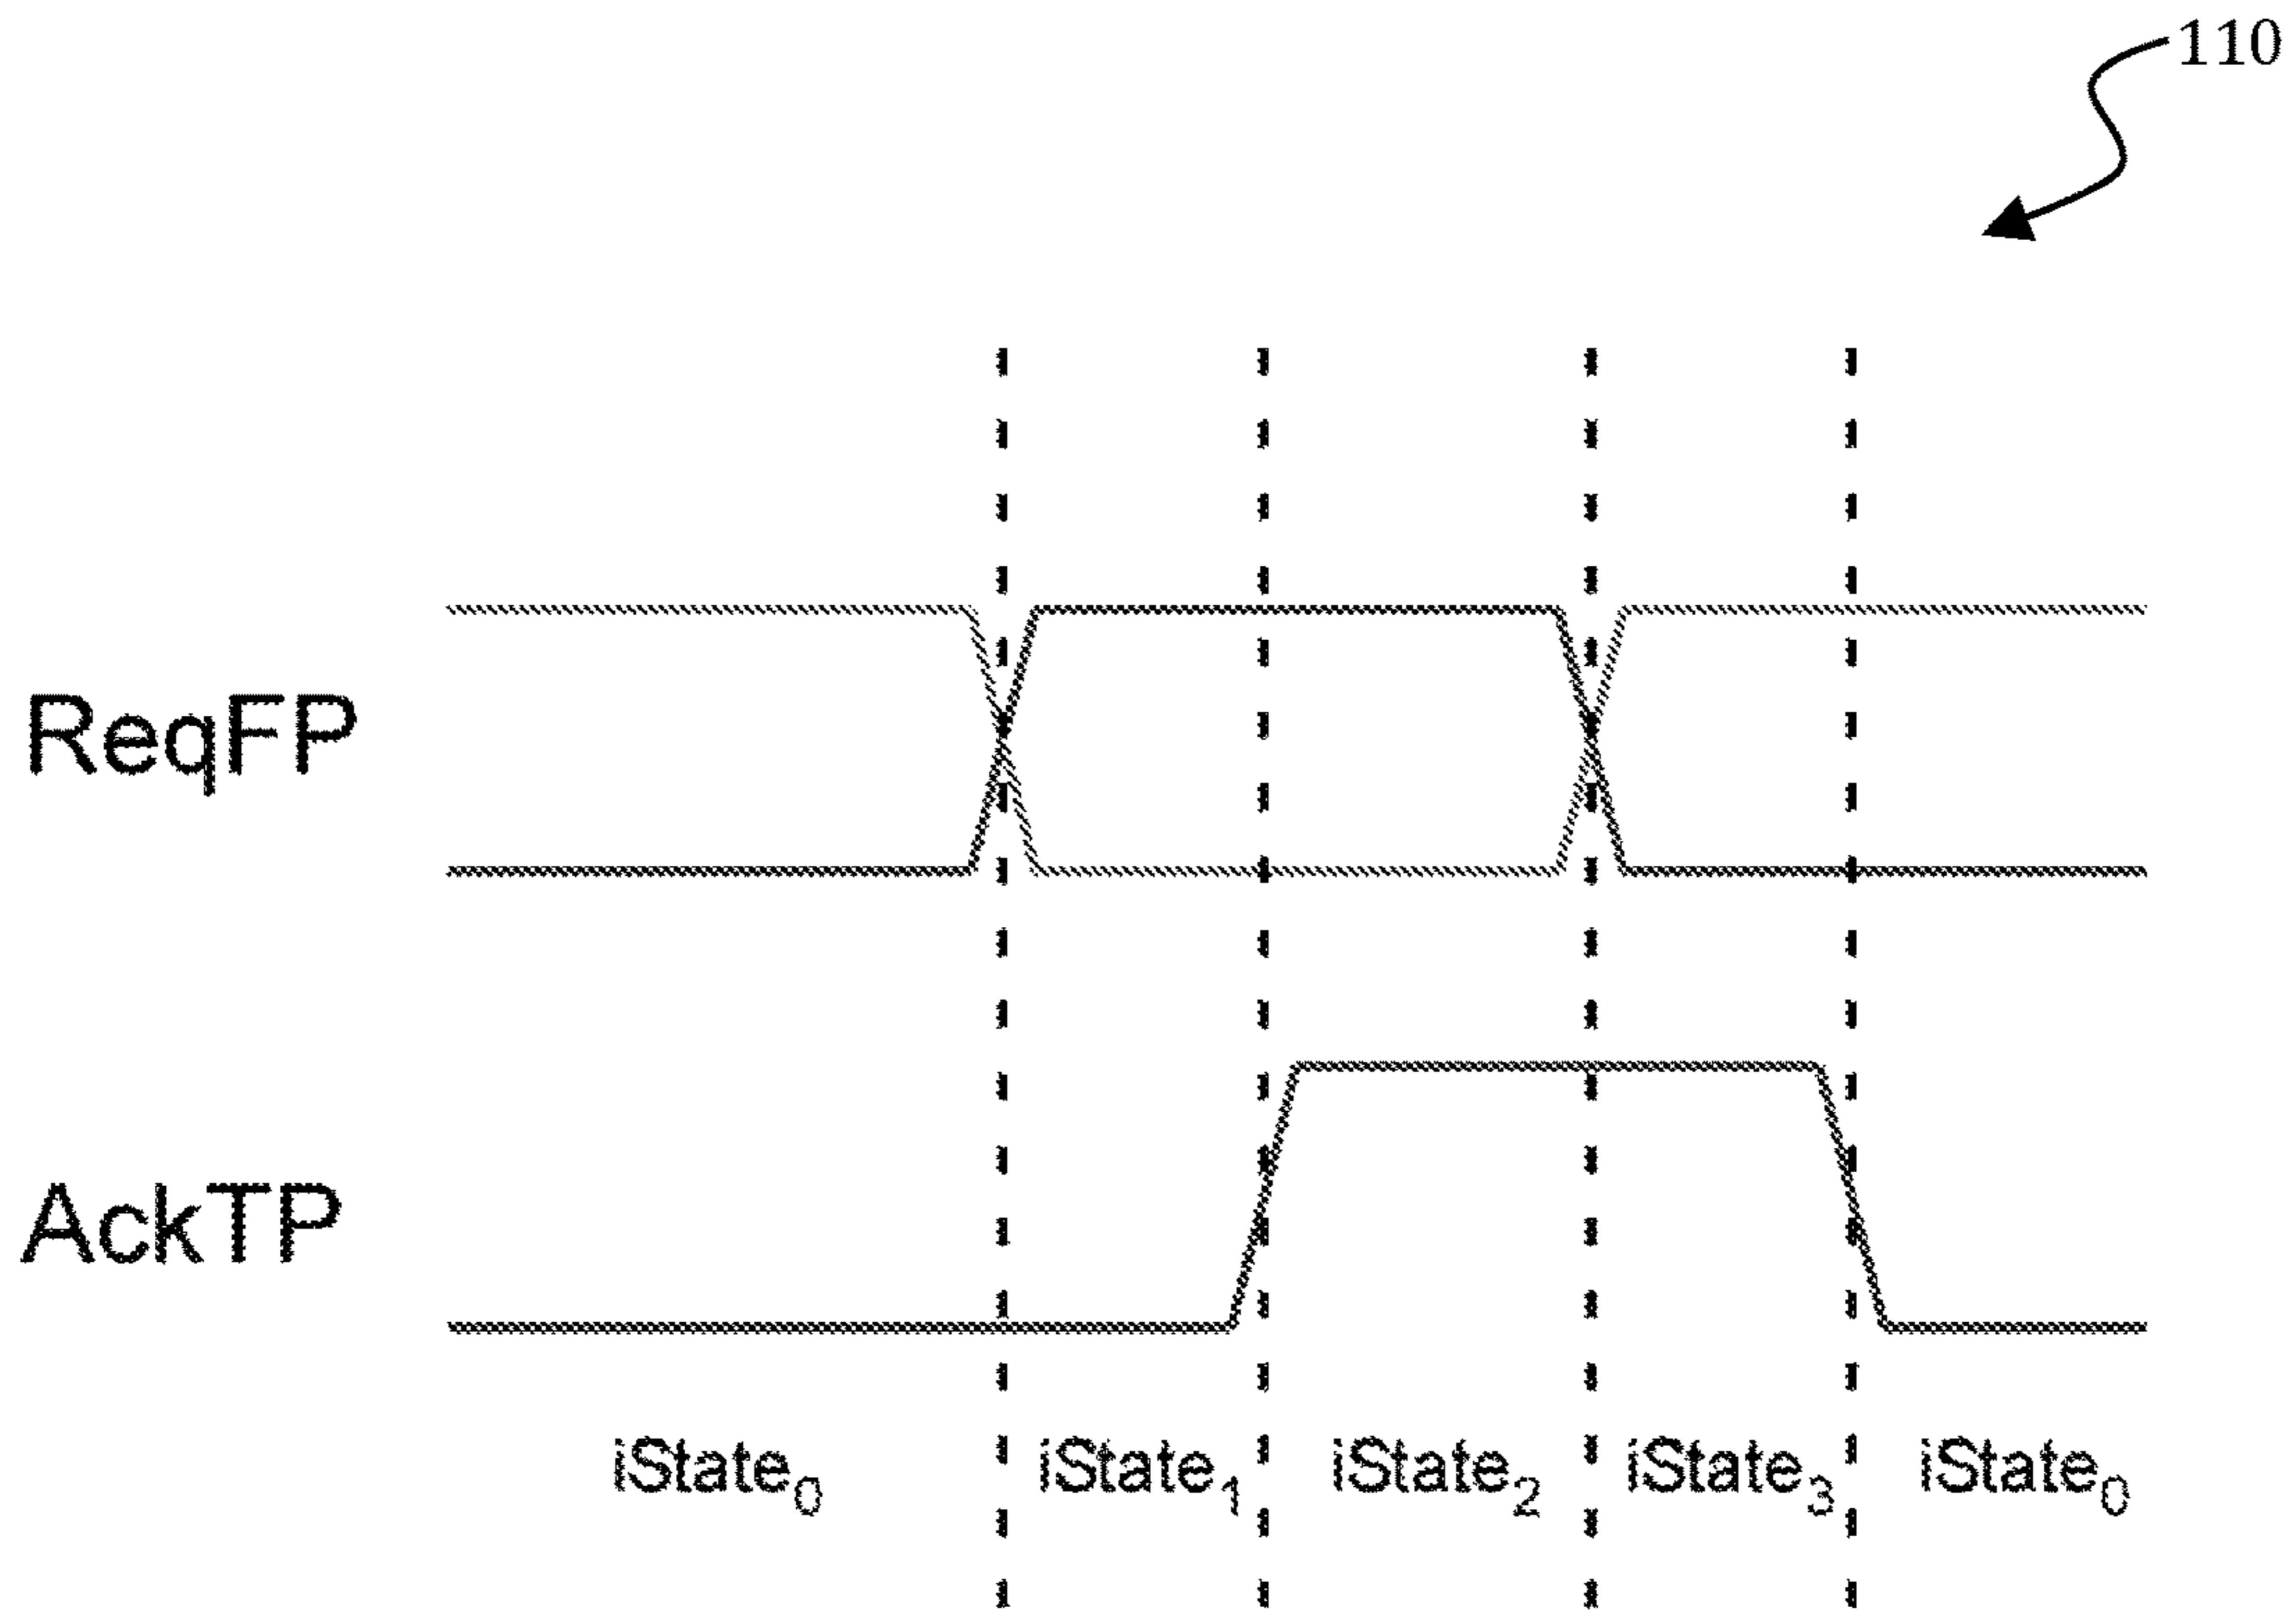 110
ReqFP
AckTP
iState₀ iState₁ iState₂ iState₃ iState₀